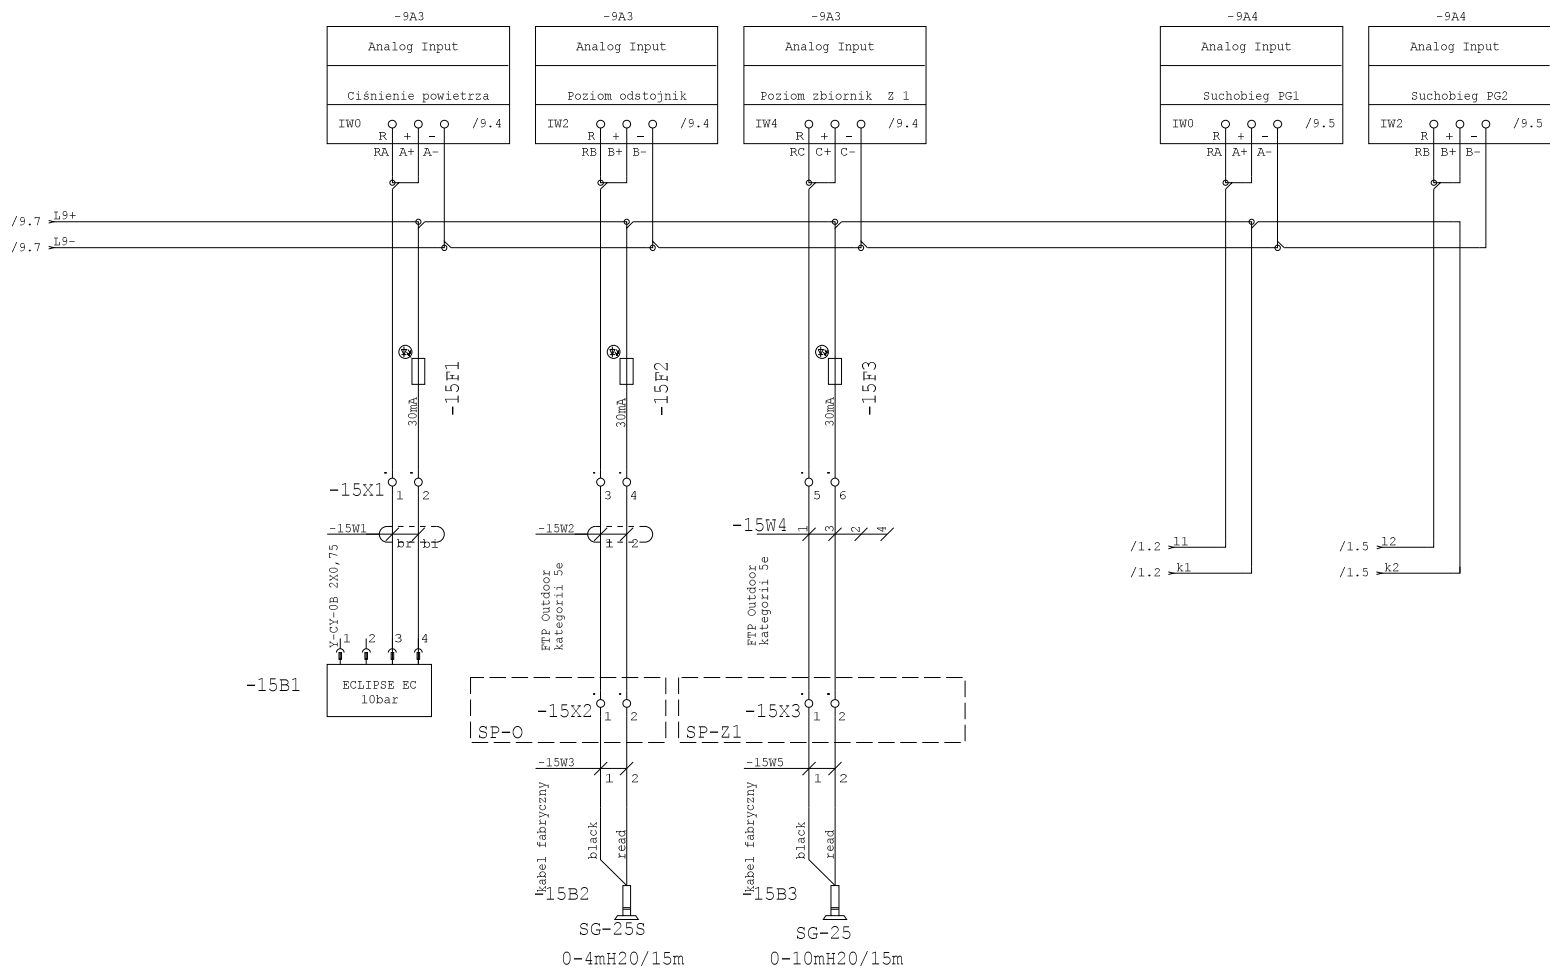 -9A3
-9A3
-9A3
-9A4
-9A4
Analog Input
Analog Input
Analog Input
Analog Input
Analog Input
Ciśnienie powietrza
Poziom odstojnik
Poziom zbiornik Z 1
Suchobieg PG1
Suchobieg PG2
IW0 /9.4
IW2 /9.4
IW4 /9.4
IW0 /9.5
IW2 /9.5
R + -
R + -
R + -
R + -
R + -
RA A+ A-
RB B+ B-
RC C+ C-
RA A+ A-
RB B+ B-
/9.7 L9+
/9.7 L9-
-15F1
30mA
-15F2
30mA
-15F3
30mA
-15X1
1 2
3 4
5 6
-15W1
br bi
-15W2
1 2
-15W4
1 3 2 4
Y-CY-0B 2X0,75
FTP Outdoor
kategorii 5e
FTP Outdoor
kategorii 5e
/1.2 l1
/1.2 k1
/1.5 l2
/1.5 k2
1 2 3 4
-15B1
ECLIPSE EC
10bar
-15X2
1 2
SP-O
-15X3
1 2
SP-Z1
-15W3
1 2
-15W5
1 2
kabel fabryczny
black
read
kabel fabryczny
black
read
-15B2
-15B3
SG-25S
SG-25
0-4mH20/15m
0-10mH20/15m